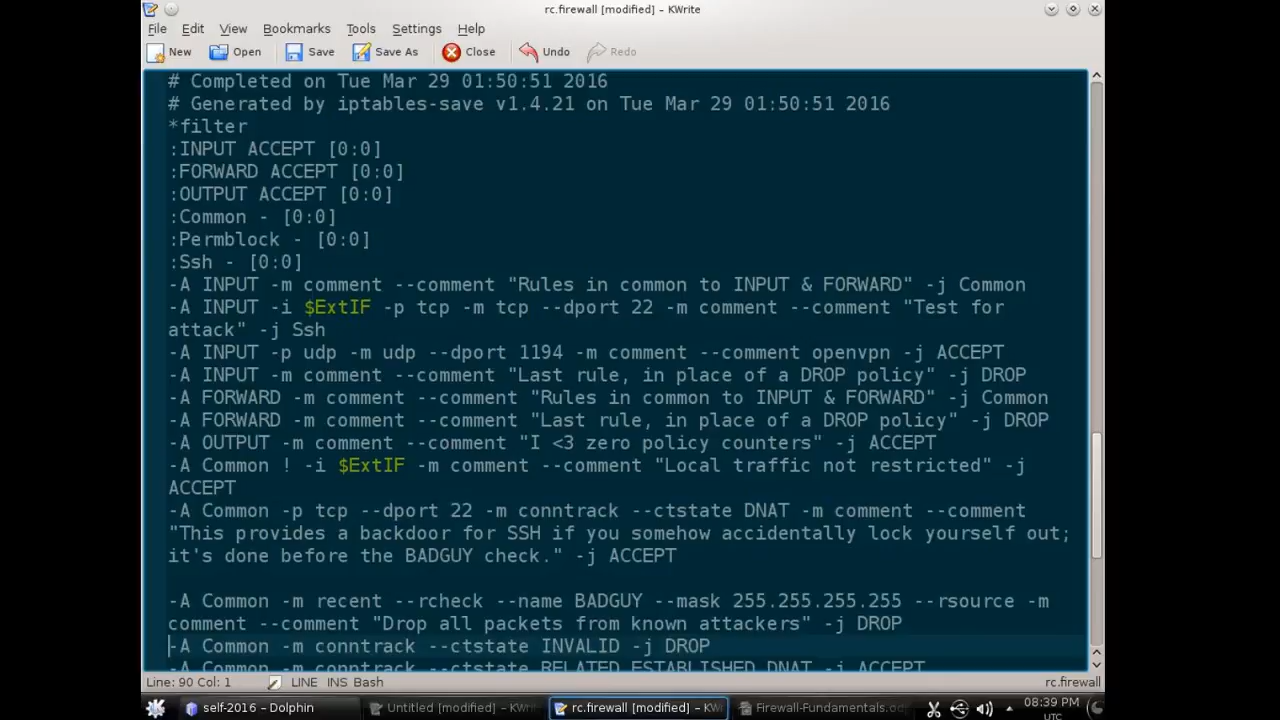 rc.firewall [modified] – KWrite
File Edit View Bookmarks Tools Settings Help
New Open Save Save As Close Undo Redo
# Completed on Tue Mar 29 01:50:51 2016
# Generated by iptables-save v1.4.21 on Tue Mar 29 01:50:51 2016
*filter
:INPUT ACCEPT [0:0]
:FORWARD ACCEPT [0:0]
:OUTPUT ACCEPT [0:0]
:Common - [0:0]
:Permblock - [0:0]
:Ssh - [0:0]
-A INPUT -m comment --comment "Rules in common to INPUT & FORWARD" -j Common
-A INPUT -i $ExtIF -p tcp -m tcp --dport 22 -m comment --comment "Test for
attack" -j Ssh
-A INPUT -p udp -m udp --dport 1194 -m comment --comment openvpn -j ACCEPT
-A INPUT -m comment --comment "Last rule, in place of a DROP policy" -j DROP
-A FORWARD -m comment --comment "Rules in common to INPUT & FORWARD" -j Common
-A FORWARD -m comment --comment "Last rule, in place of a DROP policy" -j DROP
-A OUTPUT -m comment --comment "I <3 zero policy counters" -j ACCEPT
-A Common ! -i $ExtIF -m comment --comment "Local traffic not restricted" -j
ACCEPT
-A Common -p tcp --dport 22 -m conntrack --ctstate DNAT -m comment --comment
"This provides a backdoor for SSH if you somehow accidentally lock yourself out;
it's done before the BADGUY check." -j ACCEPT
-A Common -m recent --rcheck --name BADGUY --mask 255.255.255.255 --rsource -m
comment --comment "Drop all packets from known attackers" -j DROP
-A Common -m conntrack --ctstate INVALID -j DROP
-A Common -m conntrack --ctstate RELATED,ESTABLISHED,DNAT -j ACCEPT
Line: 90 Col: 1 LINE INS Bash rc.firewall
self-2016 – Dolphin Untitled [modified] – KWri rc.firewall [modified] – KWri Firewall-Fundamentals.od 08:39 PM
UTC